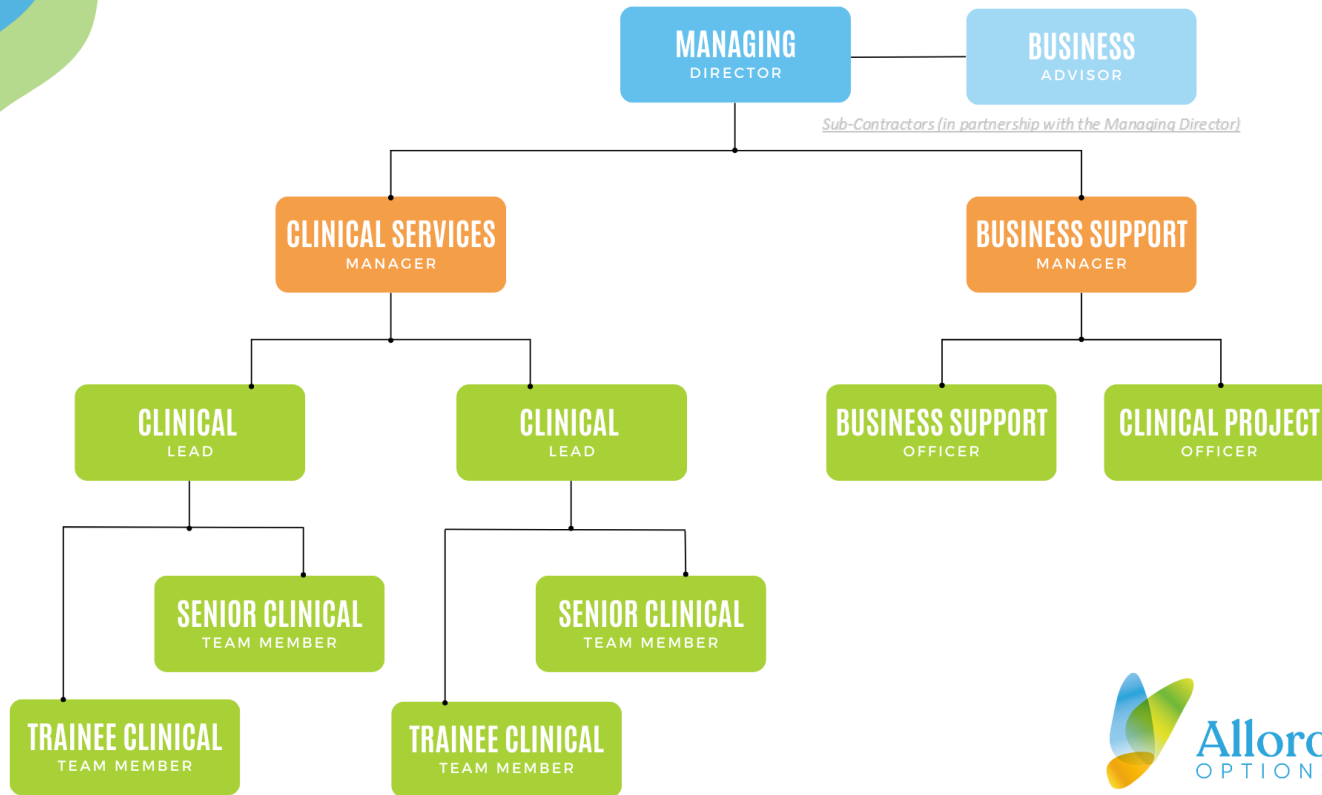 MANAGING
DIRECTOR
BUSINESS
ADVISOR
Sub-Contractors (in partnership with the Managing Director)
CLINICAL SERVICES
MANAGER
BUSINESS SUPPORT
MANAGER
CLINICAL
LEAD
CLINICAL
LEAD
BUSINESS SUPPORT
OFFICER
CLINICAL PROJECT
OFFICER
SENIOR CLINICAL
TEAM MEMBER
SENIOR CLINICAL
TEAM MEMBER
TRAINEE CLINICAL
TEAM MEMBER
TRAINEE CLINICAL
TEAM MEMBER